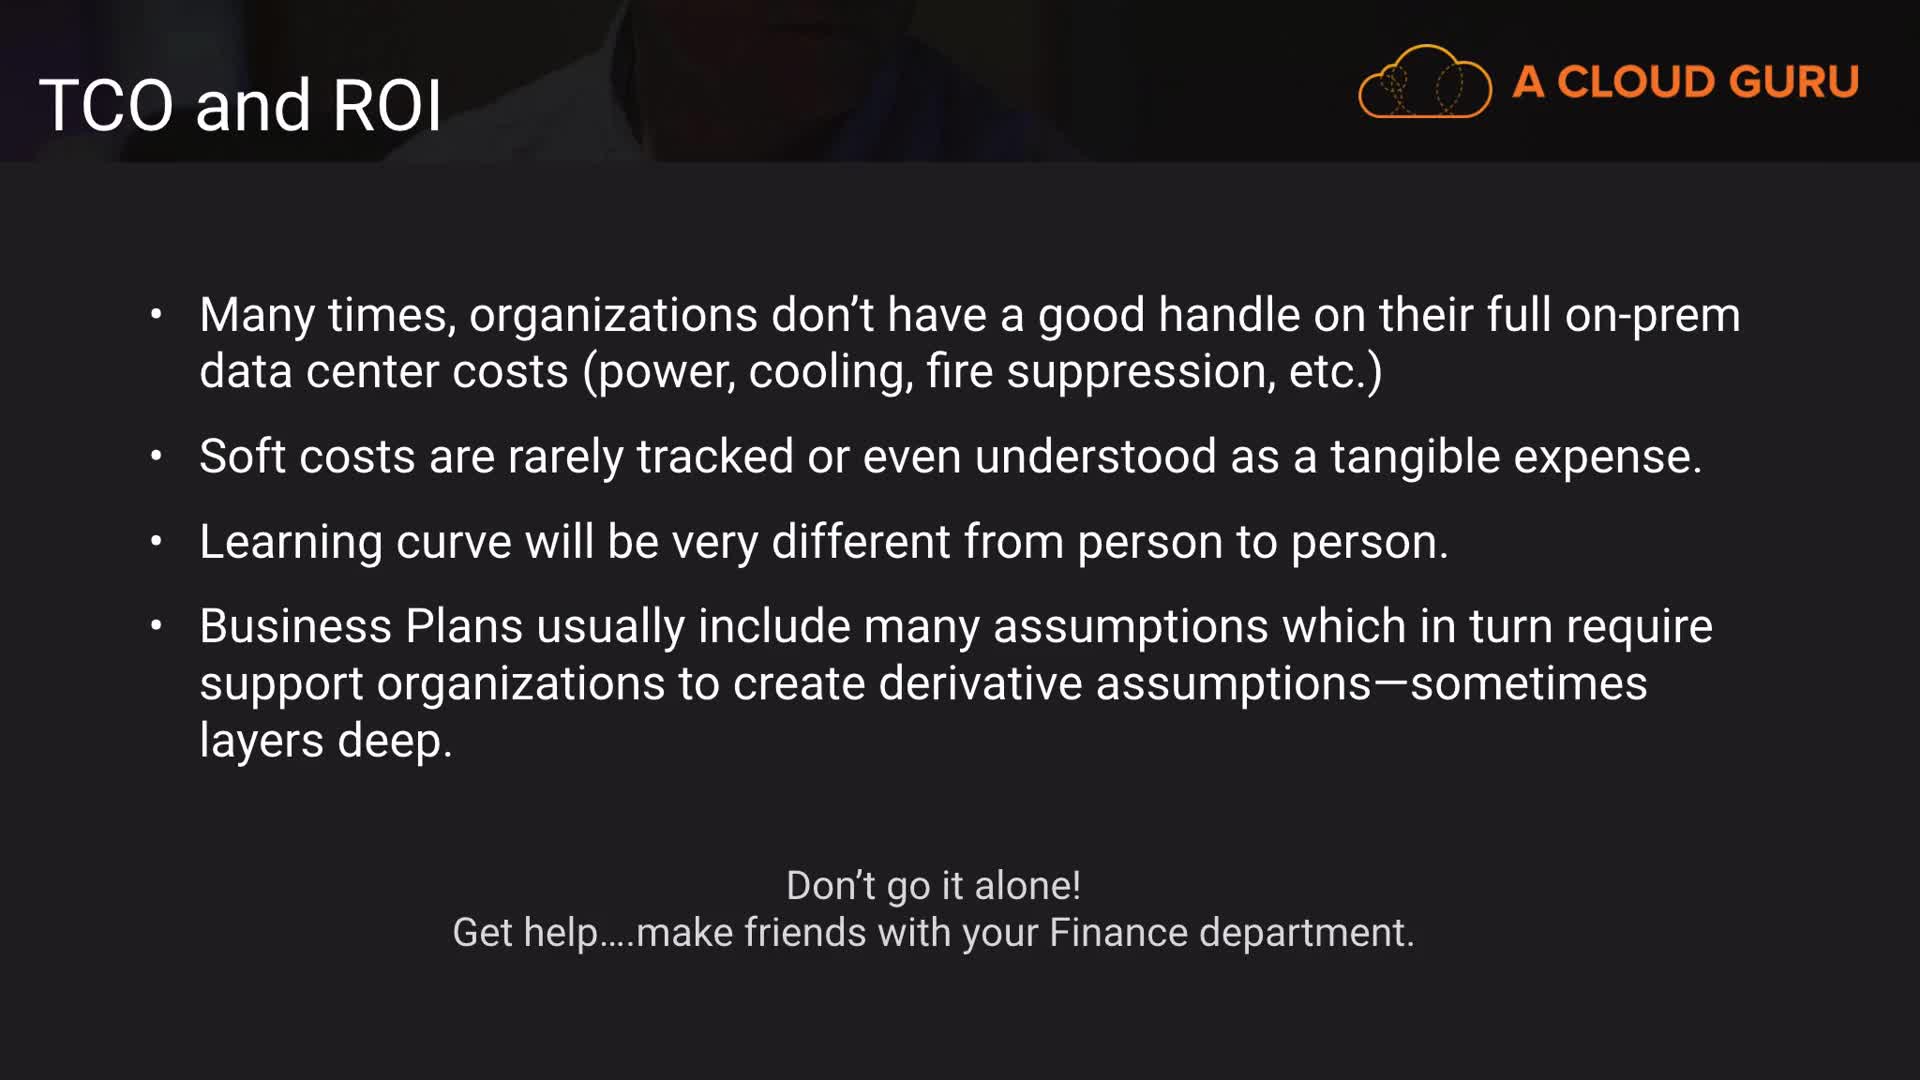 TCO and ROI
A CLOUD GURU
• Many times, organizations don’t have a good handle on their full on-prem
data center costs (power, cooling, fire suppression, etc.)
• Soft costs are rarely tracked or even understood as a tangible expense.
• Learning curve will be very different from person to person.
• Business Plans usually include many assumptions which in turn require
support organizations to create derivative assumptions—sometimes
layers deep.
Don’t go it alone!
Get help….make friends with your Finance department.